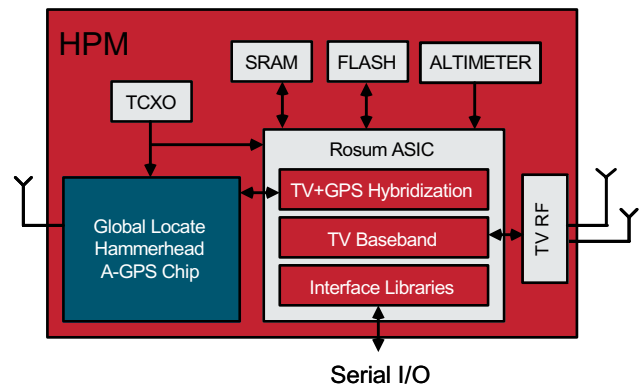 HPM
SRAM
FLASH
ALTIMETER
TCXO
Rosum ASIC
TV+GPS Hybridization
TV Baseband
Interface Libraries
Global Locate
Hammerhead
A-GPS Chip
TV RF
Serial I/O